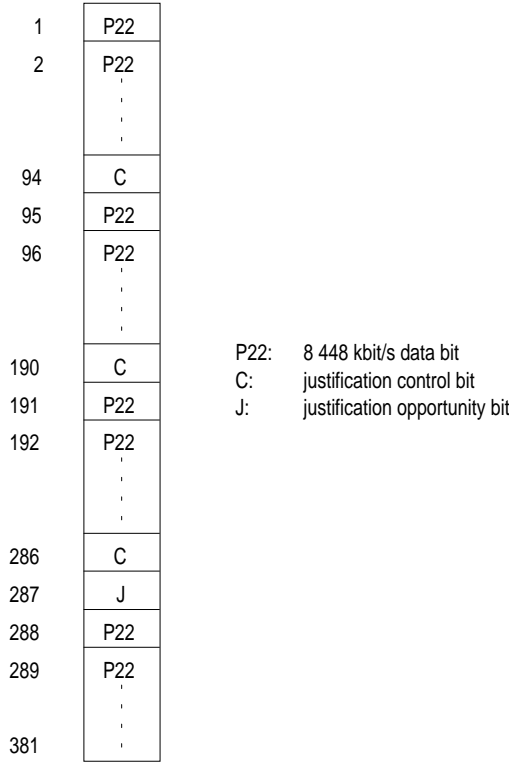 1 P22
2 P22
94 C
95 P22
96 P22
190 C
191 P22
192 P22
286 C
287 J
288 P22
289 P22
381
P22: 8 448 kbit/s data bit
C: justification control bit
J: justification opportunity bit